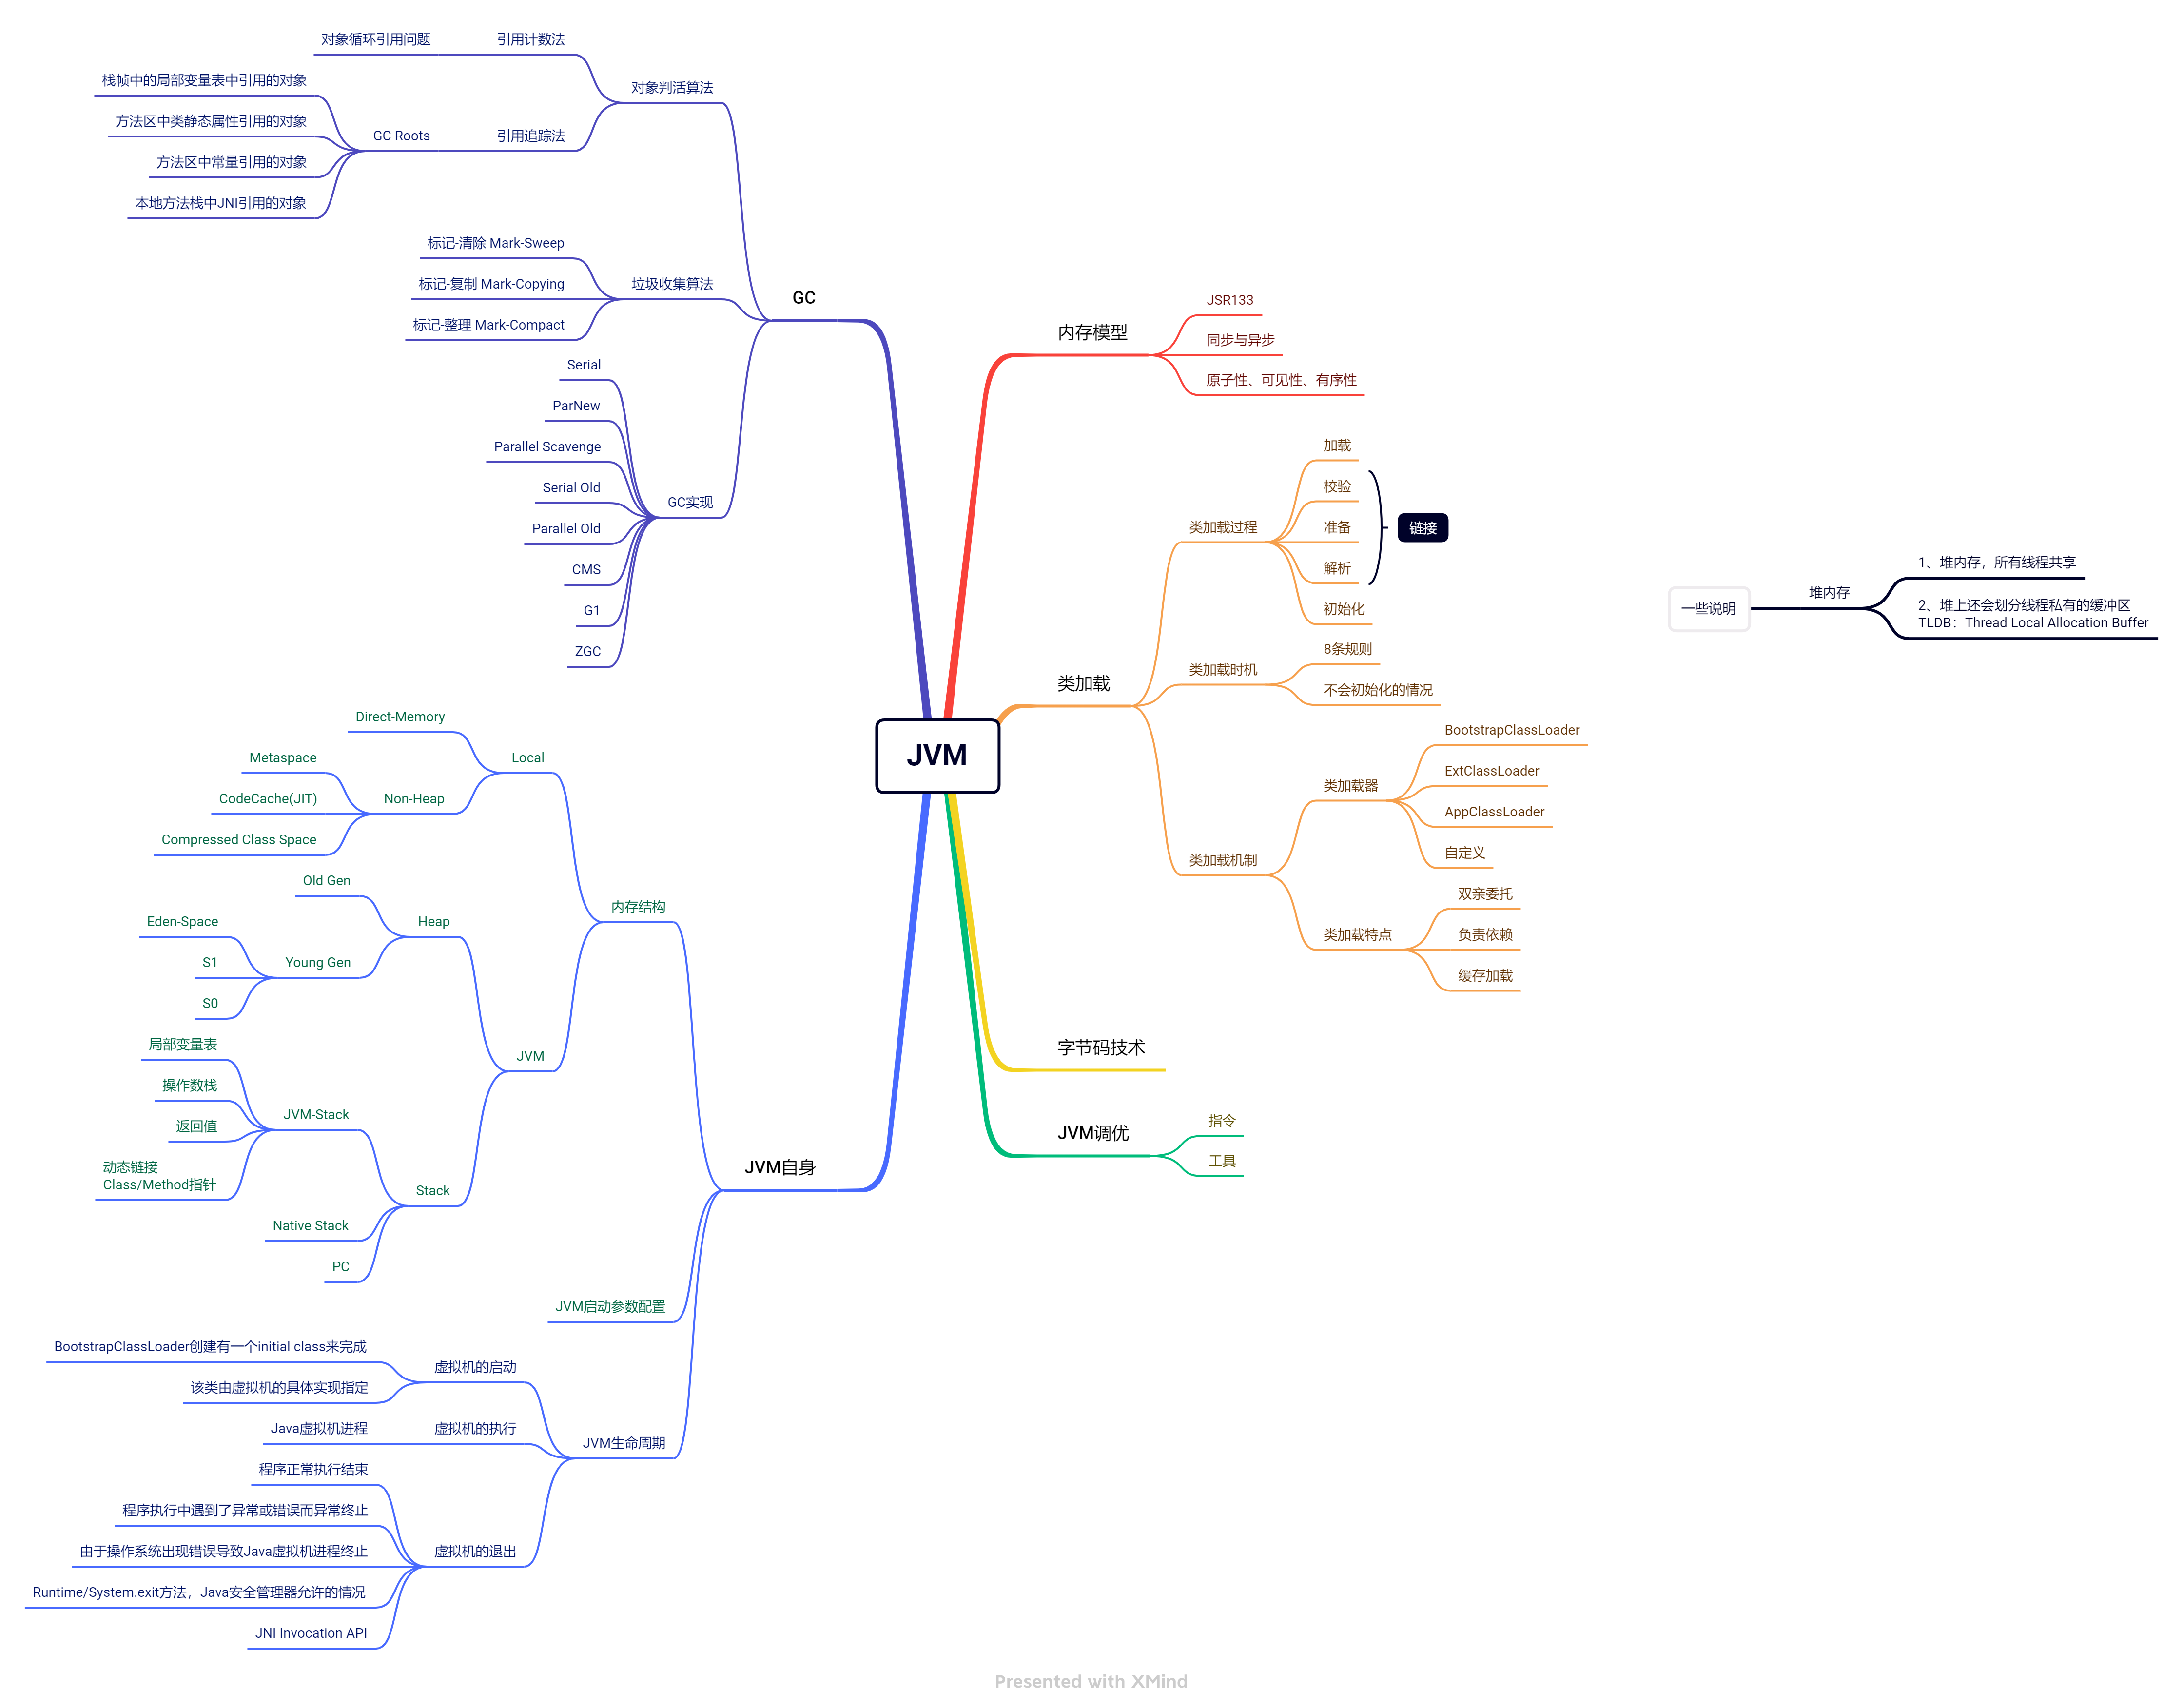 JVM
内存模型
JSR133
同步与异步
原子性、可见性、有序性
类加载
类加载过程
加载
校验
准备
解析
初始化
链接
类加载时机
8条规则
不会初始化的情况
类加载机制
类加载器
BootstrapClassLoader
ExtClassLoader
AppClassLoader
自定义
类加载特点
双亲委托
负责依赖
缓存加载
字节码技术
JVM调优
指令
工具
GC
对象判活算法
引用计数法
对象循环引用问题
引用追踪法
GC Roots
栈帧中的局部变量表中引用的对象
方法区中类静态属性引用的对象
方法区中常量引用的对象
本地方法栈中JNI引用的对象
垃圾收集算法
标记-清除 Mark-Sweep
标记-复制 Mark-Copying
标记-整理 Mark-Compact
GC实现
Serial
ParNew
Parallel Scavenge
Serial Old
Parallel Old
CMS
G1
ZGC
JVM自身
内存结构
Local
Direct-Memory
Non-Heap
Metaspace
CodeCache(JIT)
Compressed Class Space
JVM
Heap
Old Gen
Young Gen
Eden-Space
S1
S0
Stack
JVM-Stack
局部变量表
操作数栈
返回值
动态链接
Class/Method指针
Native Stack
PC
JVM启动参数配置
JVM生命周期
虚拟机的启动
BootstrapClassLoader创建有一个initial class来完成
该类由虚拟机的具体实现指定
虚拟机的执行
Java虚拟机进程
虚拟机的退出
程序正常执行结束
程序执行中遇到了异常或错误而异常终止
由于操作系统出现错误导致Java虚拟机进程终止
Runtime/System.exit方法，Java安全管理器允许的情况
JNI Invocation API
一些说明
堆内存
1、堆内存，所有线程共享
2、堆上还会划分线程私有的缓冲区
TLDB：Thread Local Allocation Buffer
Presented with XMind